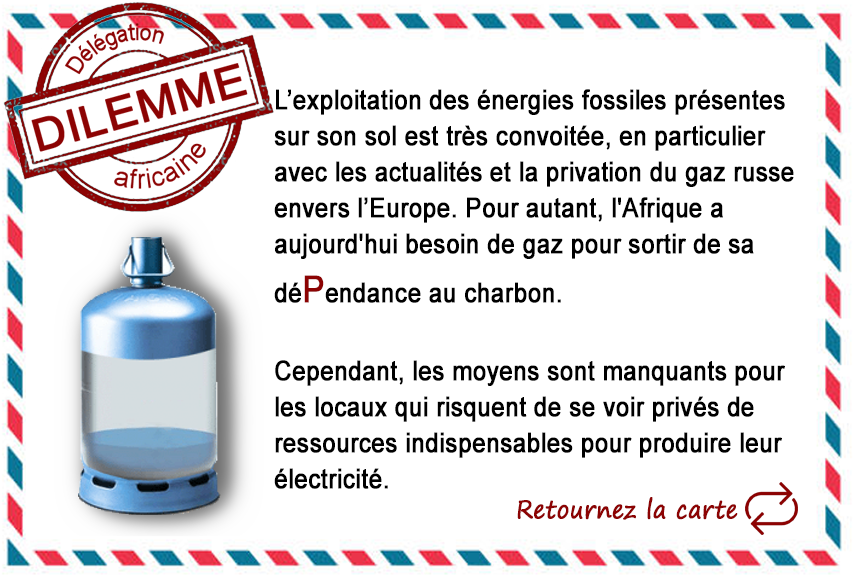 Délégation
DILEMME
africaine
L’exploitation des énergies fossiles présentes
sur son sol est très convoitée, en particulier
avec les actualités et la privation du gaz russe
envers l’Europe. Pour autant, l'Afrique a
aujourd'hui besoin de gaz pour sortir de sa
déPendance au charbon.
Cependant, les moyens sont manquants pour
les locaux qui risquent de se voir privés de
ressources indispensables pour produire leur
électricité.
Retournez la carte